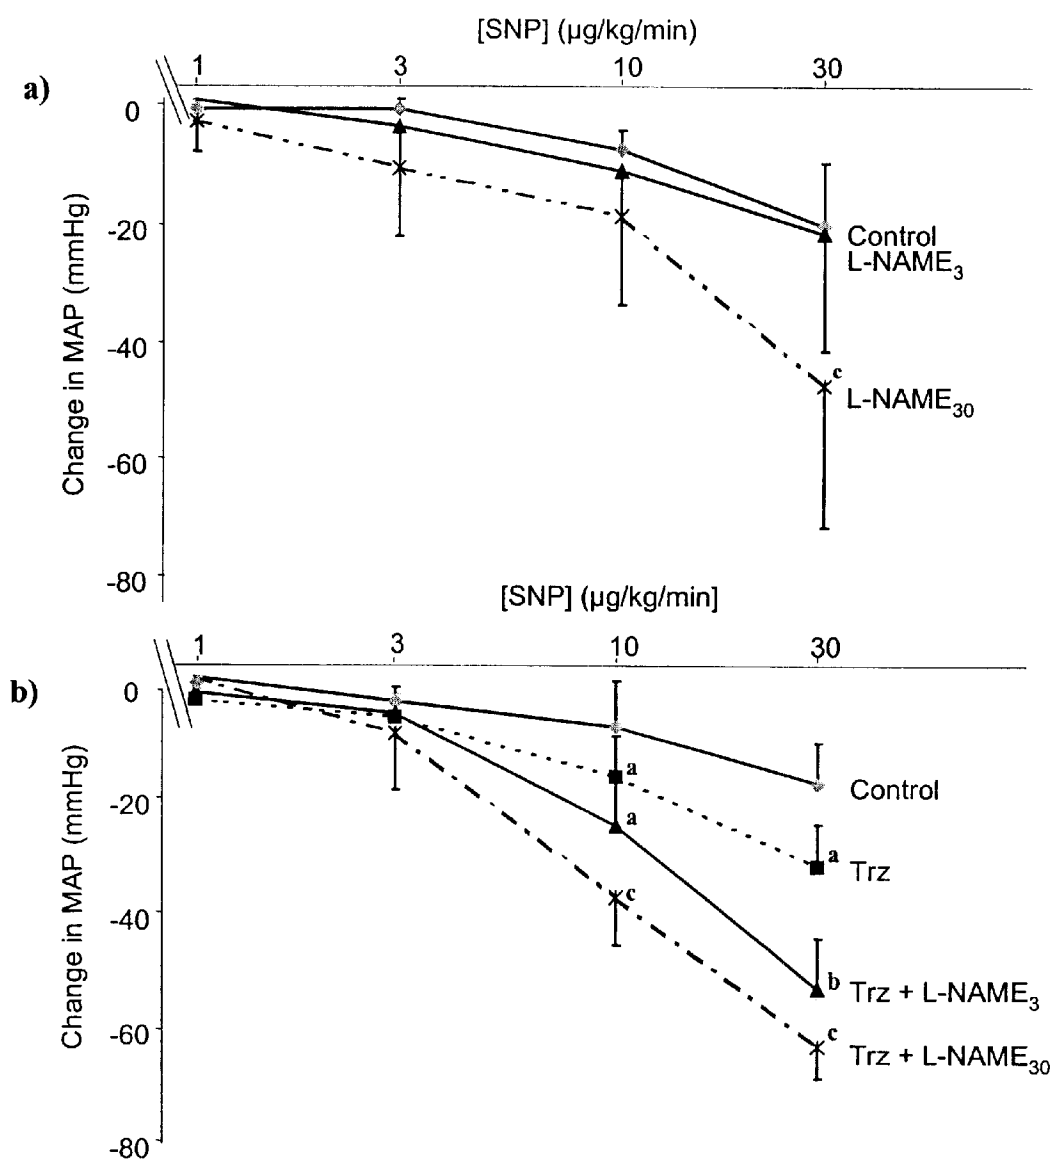 [SNP] (µg/kg/min)
1 3 10 30
a)
0
-20
-40
-60
-80
Change in MAP (mmHg)
Control
L-NAME3
c
L-NAME30
[SNP] (µg/kg/min]
1 3 10 30
b)
0
-20
-40
-60
-80
Change in MAP (mmHg)
Control
a
a
a Trz
c
b Trz + L-NAME3
c Trz + L-NAME30